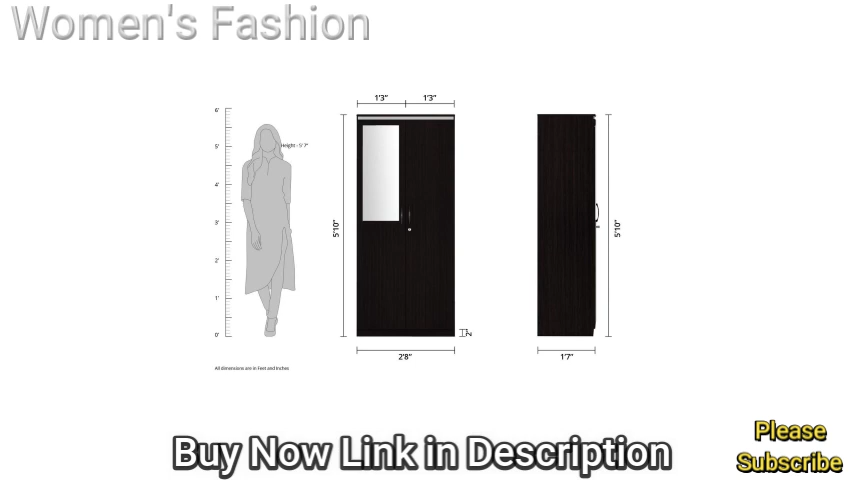 Women's Fashion
1'3" 1'3"
6'
5'
Height - 5' 7"
4'
3'
5'10"
5'10"
2'
1'
0'
2"
2'8"
1'7"
All dimensions are in Feet and Inches
Please
Subscribe
Buy Now Link in Description